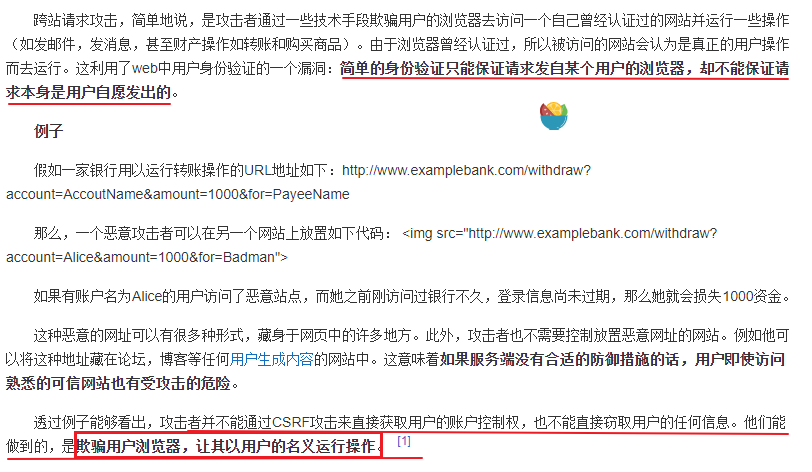 跨站请求攻击，简单地说，是攻击者通过一些技术手段欺骗用户的浏览器去访问一个自己曾经认证过的网站并运行一些操作
（如发邮件，发消息，甚至财产操作如转账和购买商品）。由于浏览器曾经认证过，所以被访问的网站会认为是真正的用户操作
而去运行。这利用了web中用户身份验证的一个漏洞：简单的身份验证只能保证请求发自某个用户的浏览器，却不能保证请
求本身是用户自愿发出的。
例子
假如一家银行用以运行转账操作的URL地址如下：http://www.examplebank.com/withdraw?
account=AccoutName&amount=1000&for=PayeeName
那么，一个恶意攻击者可以在另一个网站上放置如下代码： <img src="http://www.examplebank.com/withdraw?
account=Alice&amount=1000&for=Badman">
如果有账户名为Alice的用户访问了恶意站点，而她之前刚访问过银行不久，登录信息尚未过期，那么她就会损失1000资金。
这种恶意的网址可以有很多种形式，藏身于网页中的许多地方。此外，攻击者也不需要控制放置恶意网址的网站。例如他可
以将这种地址藏在论坛，博客等任何用户生成内容的网站中。这意味着如果服务端没有合适的防御措施的话，用户即使访问
熟悉的可信网站也有受攻击的危险。
透过例子能够看出，攻击者并不能通过CSRF攻击来直接获取用户的账户控制权，也不能直接窃取用户的任何信息。他们能
做到的，是欺骗用户浏览器，让其以用户的名义运行操作。[1]